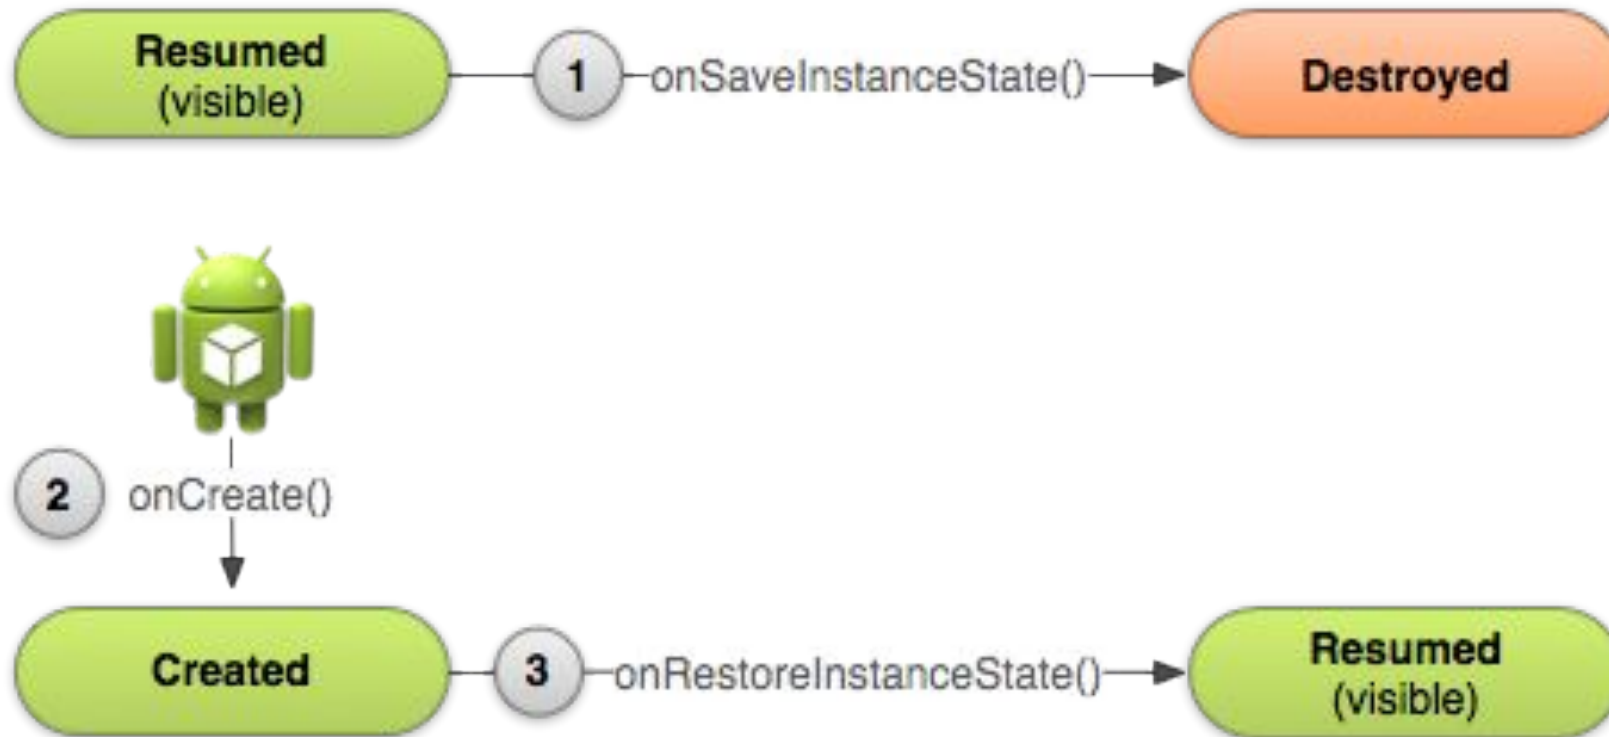 Resumed
(visible)
1
onSaveInstanceState()
Destroyed
2
onCreate()
Created
3
onRestoreInstanceState()
Resumed
(visible)